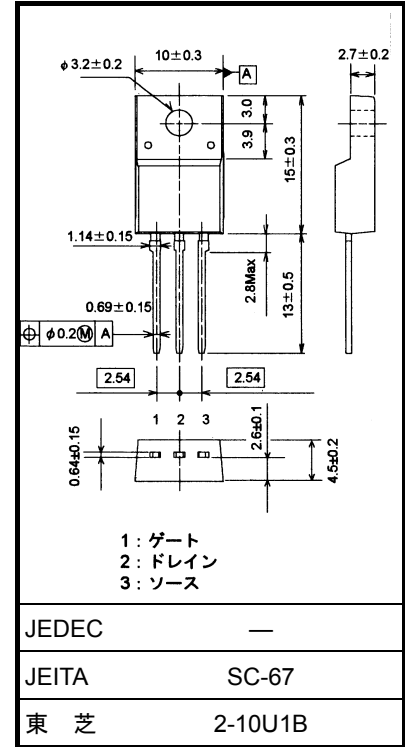 10±0.3
2.7±0.2
φ3.2±0.2
A
3.0
3.9
15±0.3
1.14±0.15
2.8Max
13±0.5
0.69±0.15
⌖ φ0.2Ⓜ A
2.54
2.54
1 2 3
0.64±0.15
2.6±0.1
4.5±0.2
1 : ゲート
2 : ドレイン
3 : ソース
JEDEC —
JEITA SC-67
東 芝 2-10U1B